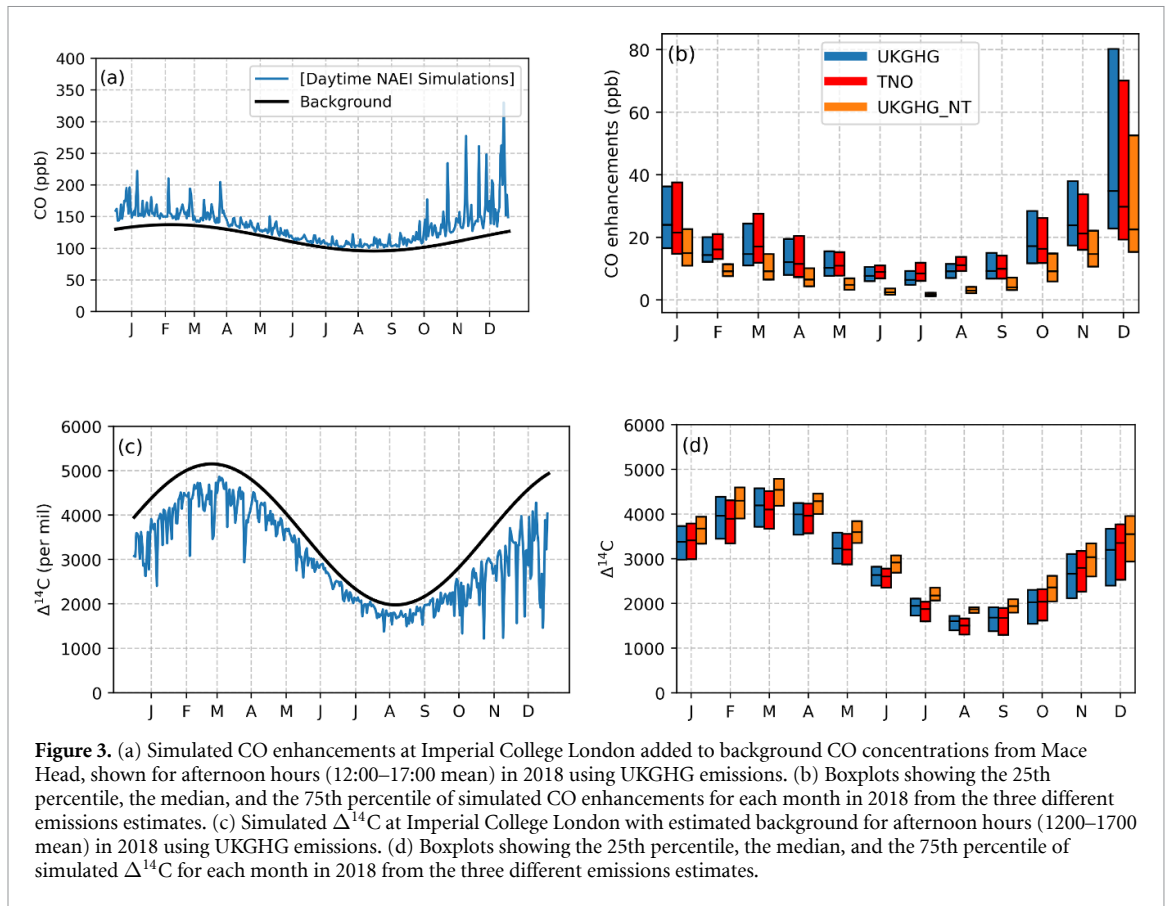 (a)
[Daytime NAEI Simulations]
Background
CO (ppb)
400
350
300
250
200
150
100
50
0
J F M A M J J A S O N D
(b)
UKGHG
TNO
UKGHG_NT
CO enhancements (ppb)
80
60
40
20
0
J F M A M J J A S O N D
(c)
Δ¹⁴C (per mil)
6000
5000
4000
3000
2000
1000
0
J F M A M J J A S O N D
(d)
Δ¹⁴C
6000
5000
4000
3000
2000
1000
0
J F M A M J J A S O N D
Figure 3. (a) Simulated CO enhancements at Imperial College London added to background CO concentrations from Mace
Head, shown for afternoon hours (12:00–17:00 mean) in 2018 using UKGHG emissions. (b) Boxplots showing the 25th
percentile, the median, and the 75th percentile of simulated CO enhancements for each month in 2018 from the three different
emissions estimates. (c) Simulated Δ¹⁴C at Imperial College London with estimated background for afternoon hours (1200–1700
mean) in 2018 using UKGHG emissions. (d) Boxplots showing the 25th percentile, the median, and the 75th percentile of
simulated Δ¹⁴C for each month in 2018 from the three different emissions estimates.